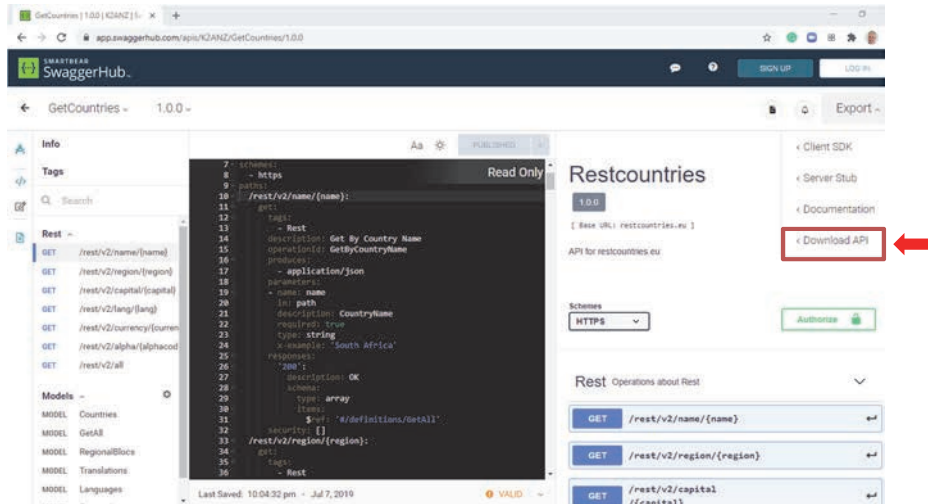 GetCountries | 1.0.0 | K2ANZ | S
app.swaggerhub.com/apis/K2ANZ/GetCountries/1.0.0
SMARTBEAR
SwaggerHub
SIGN UP
LOG IN
GetCountries
1.0.0
Export
Info
Tags
Search
Rest
GET /rest/v2/name/{name}
GET /rest/v2/region/{region}
GET /rest/v2/capital/{capital}
GET /rest/v2/lang/{lang}
GET /rest/v2/currency/{curren
GET /rest/v2/alpha/{alphacod
GET /rest/v2/all
Models
MODEL Countries
MODEL GetAll
MODEL RegionalBlocs
MODEL Translations
MODEL Languages
Aa
PUBLISHED
Read Only
7 schemes:
8 - https
9 paths:
10 /rest/v2/name/{name}:
11 get:
12 tags:
13 - Rest
14 description: Get By Country Name
15 operationId: GetByCountryName
16 produces:
17 - application/json
18 parameters:
19 - name: name
20 in: path
21 description: CountryName
22 required: true
23 type: string
24 x-example: 'South Africa'
25 responses:
26 '200':
27 description: OK
28 schema:
29 type: array
30 items:
31 $ref: '#/definitions/GetAll'
32 security: []
33 /rest/v2/region/{region}:
34 get:
35 tags:
36 - Rest
Last Saved: 10:04:32 pm - Jul 7, 2019
VALID
Restcountries
1.0.0
[ Base URL: restcountries.eu ]
API for restcountries.eu
Schemes
HTTPS
Authorize
Client SDK
Server Stub
Documentation
Download API
Rest Operations about Rest
GET /rest/v2/name/{name}
GET /rest/v2/region/{region}
GET /rest/v2/capital
/{capital}